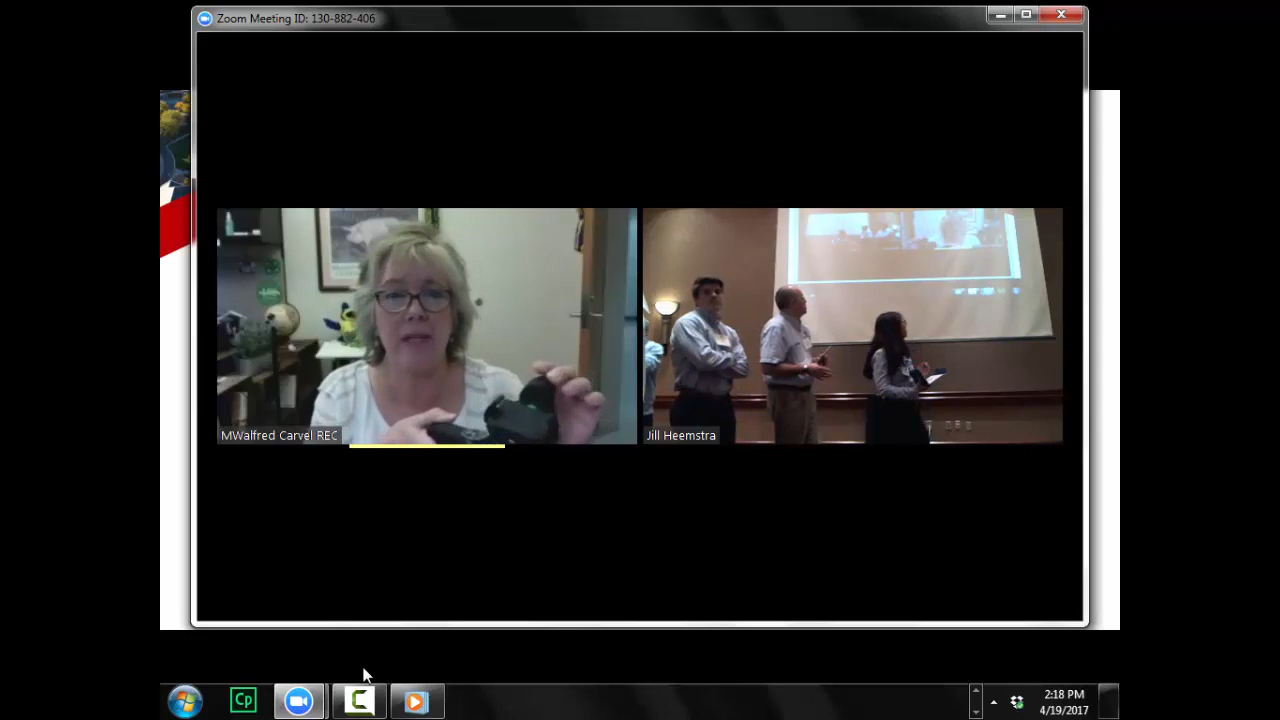 Zoom Meeting ID: 130-882-406
MWalfred Carvel REC
Jill Heemstra
Cp
2:18 PM
4/19/2017